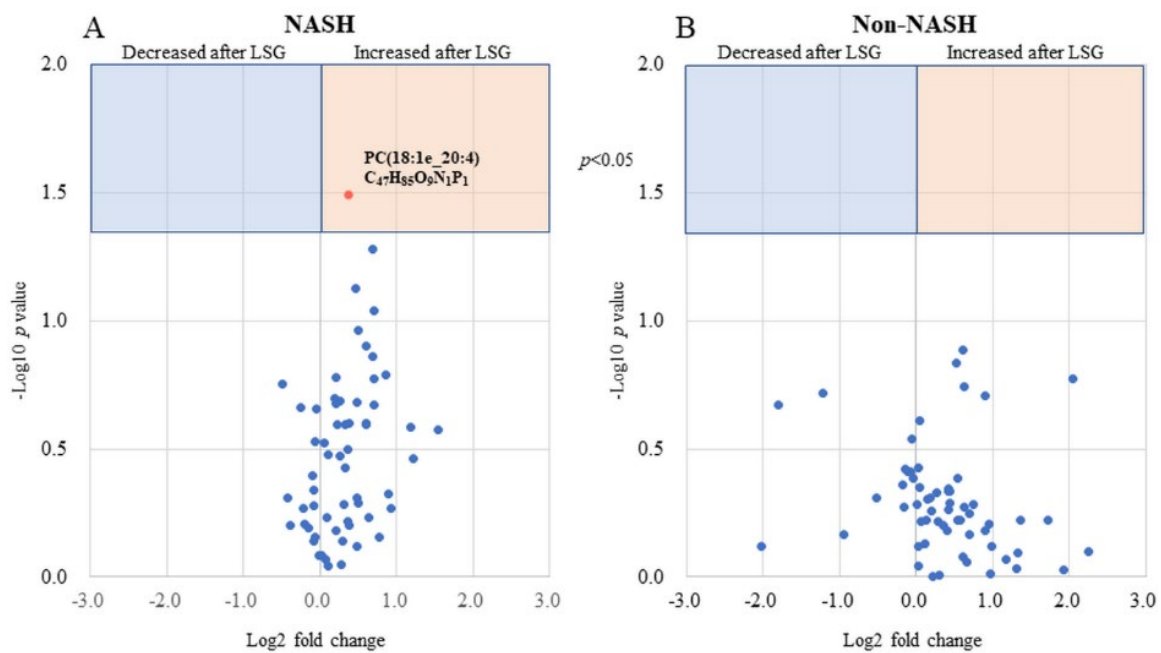 A
NASH
Decreased after LSG Increased after LSG
2.0
PC(18:1e_20:4)
C₄₇H₈₅O₉N₁P₁
1.5
1.0
-Log10 p value
0.5
0.0
-3.0 -2.0 -1.0 0.0 1.0 2.0 3.0
Log2 fold change
p<0.05
B
Non-NASH
Decreased after LSG Increased after LSG
2.0
1.5
1.0
-Log10 p value
0.5
0.0
-3.0 -2.0 -1.0 0.0 1.0 2.0 3.0
Log2 fold change